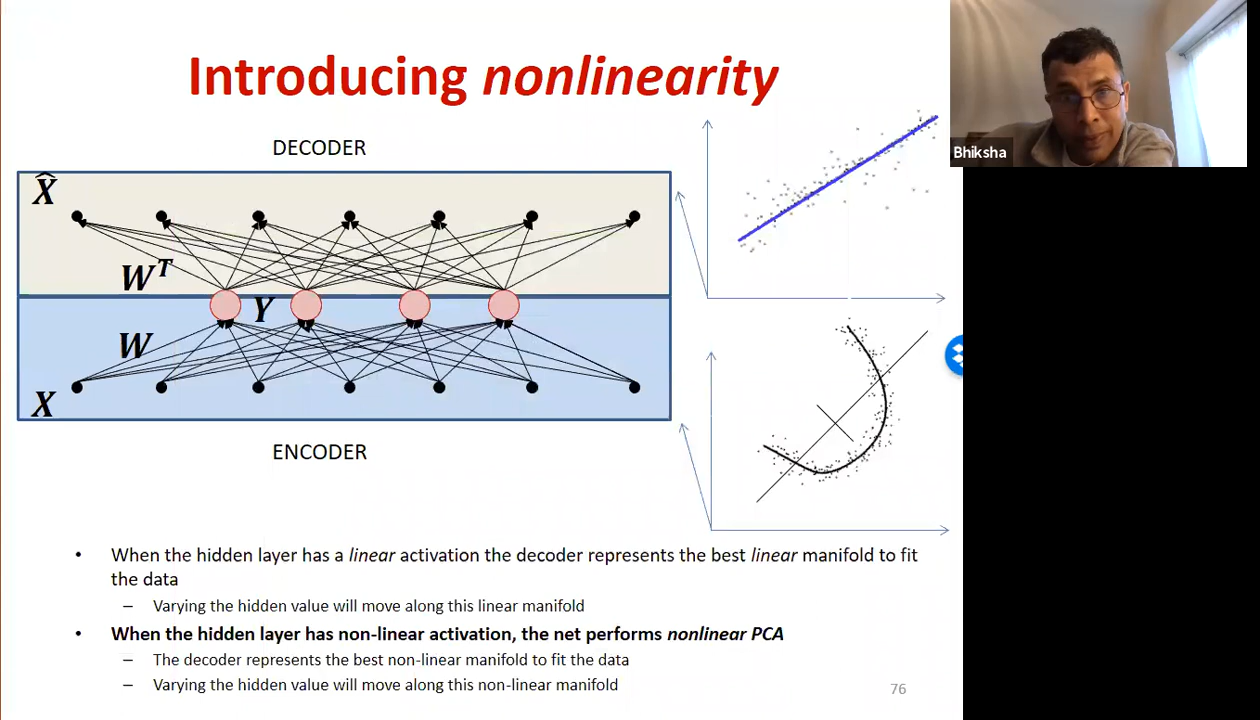 Introducing nonlinearity
DECODER
X̂
Wᵀ
Y
W
X
ENCODER
Bhiksha
• When the hidden layer has a linear activation the decoder represents the best linear manifold to fit
the data
– Varying the hidden value will move along this linear manifold
• When the hidden layer has non-linear activation, the net performs nonlinear PCA
– The decoder represents the best non-linear manifold to fit the data
– Varying the hidden value will move along this non-linear manifold
76